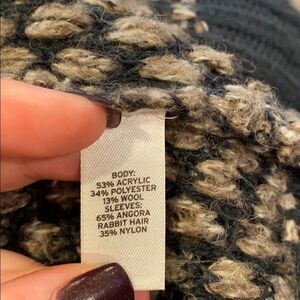 BODY:
53% ACRYLIC
34% POLYESTER
13% WOOL
SLEEVES:
65% ANGORA
RABBIT HAIR
35% NYLON